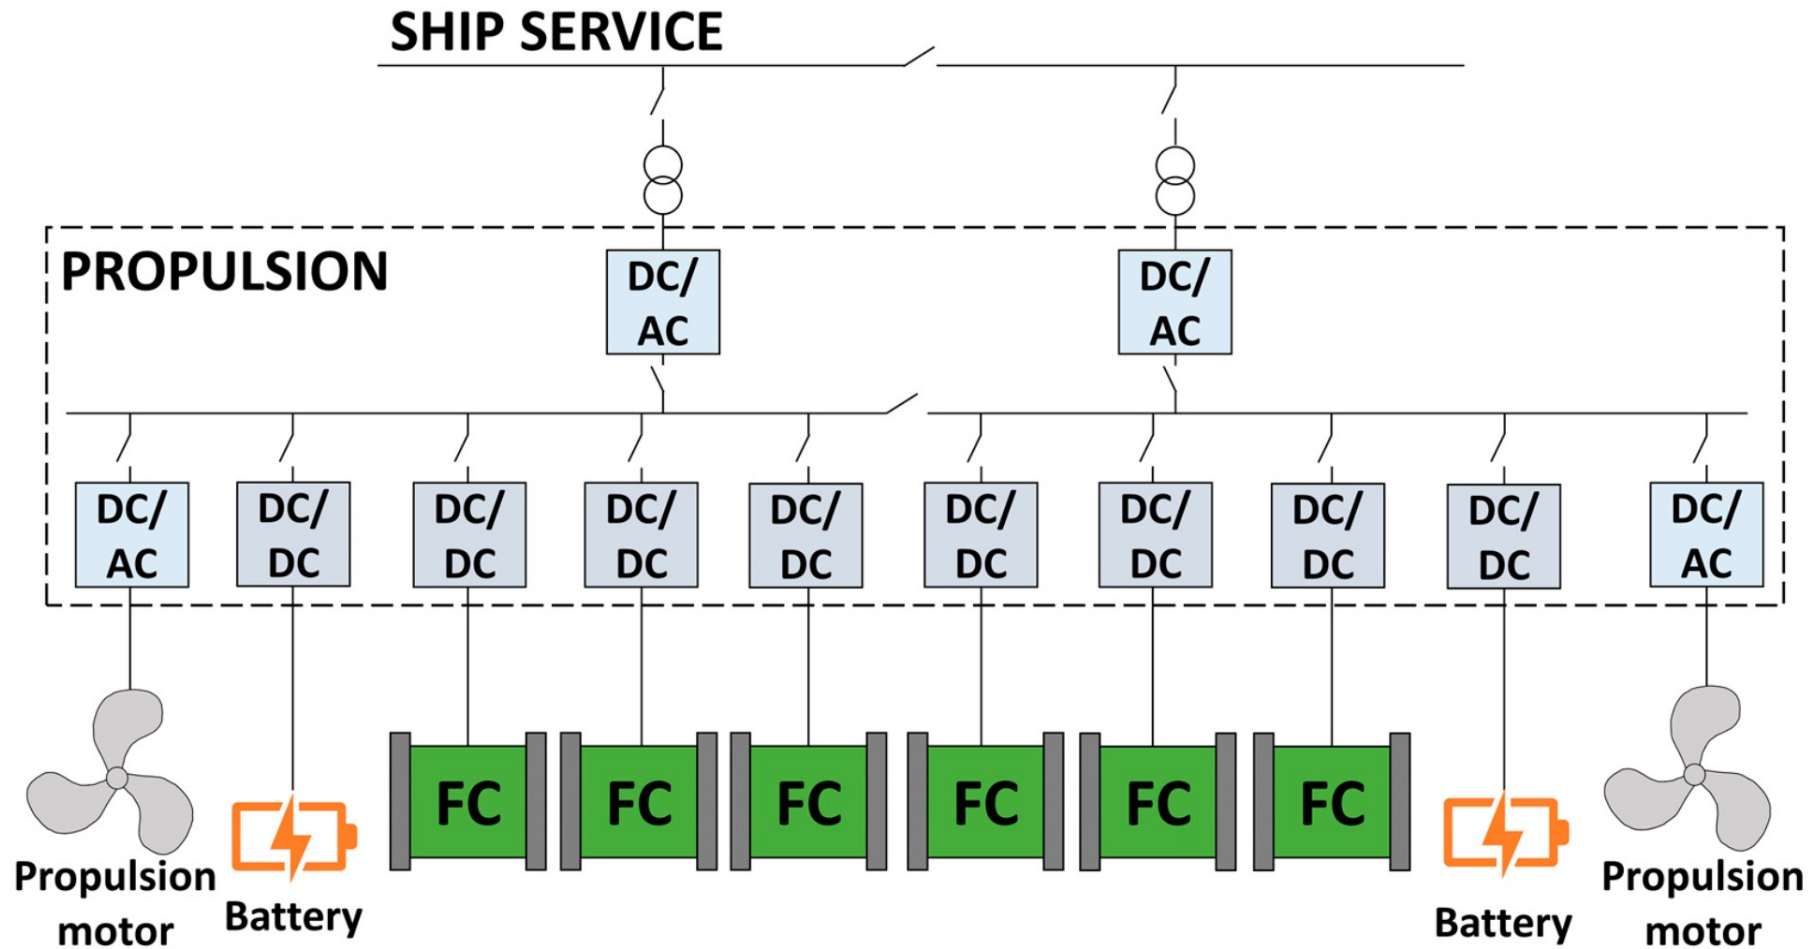 SHIP SERVICE
PROPULSION
DC/
AC
DC/
AC
DC/
AC
DC/
DC
DC/
DC
DC/
DC
DC/
DC
DC/
DC
DC/
DC
DC/
DC
DC/
DC
DC/
AC
FC
FC
FC
FC
FC
FC
Propulsion
motor
Battery
Battery
Propulsion
motor